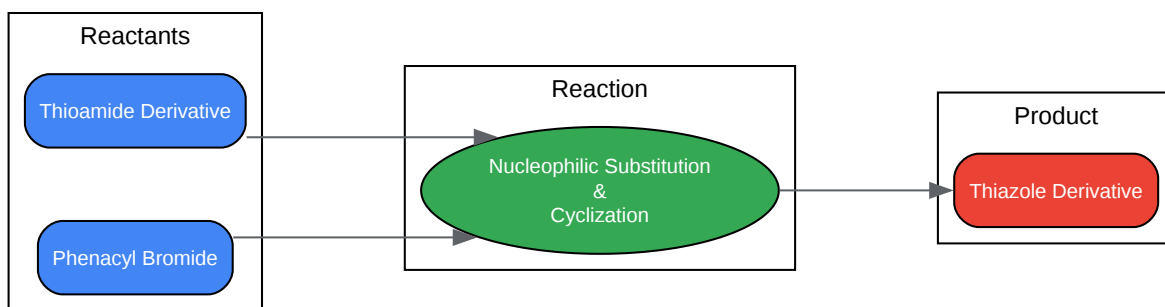 Reactants
Thioamide Derivative
Phenacyl Bromide
Reaction
Nucleophilic Substitution
&
Cyclization
Product
Thiazole Derivative